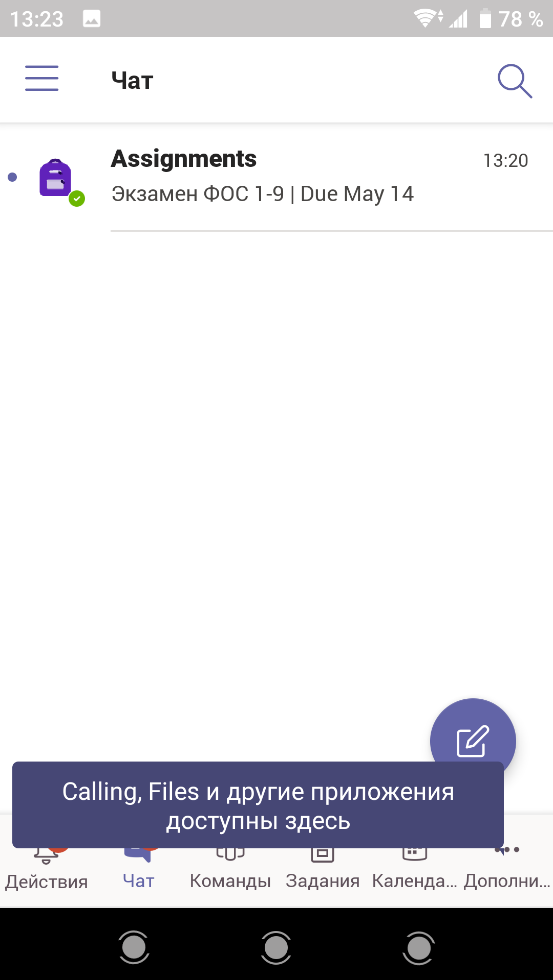 13:23
78 %
Чат
Assignments
13:20
Экзамен ФОС 1-9 | Due May 14
Calling, Files и другие приложения
доступны здесь
Действия
Чат
Команды
Задания
Календа...
Дополни...